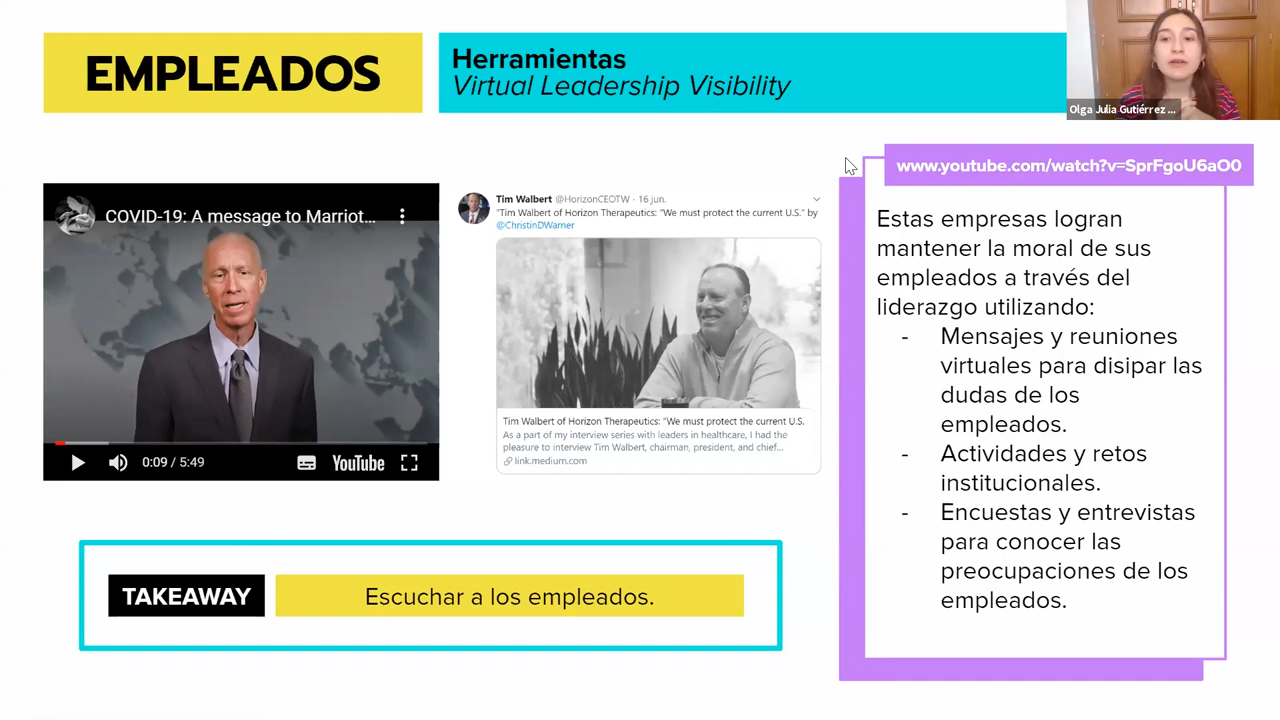 EMPLEADOS
Herramientas
Virtual Leadership Visibility
Olga Julia Gutiérrez ...
www.youtube.com/watch?v=SprFgoU6aO0
COVID-19: A message to Marriot...
0:09 / 5:49
YouTube
Tim Walbert @HorizonCEOTW · 16 jun.
"Tim Walbert of Horizon Therapeutics: "We must protect the current U.S." by
@ChristinDWarner
Tim Walbert of Horizon Therapeutics: "We must protect the current U.S.
As a part of my interview series with leaders in healthcare, I had the
pleasure to interview Tim Walbert, chairman, president, and chief...
link.medium.com
Estas empresas logran
mantener la moral de sus
empleados a través del
liderazgo utilizando:
- Mensajes y reuniones
virtuales para disipar las
dudas de los
empleados.
- Actividades y retos
institucionales.
- Encuestas y entrevistas
para conocer las
preocupaciones de los
empleados.
TAKEAWAY
Escuchar a los empleados.